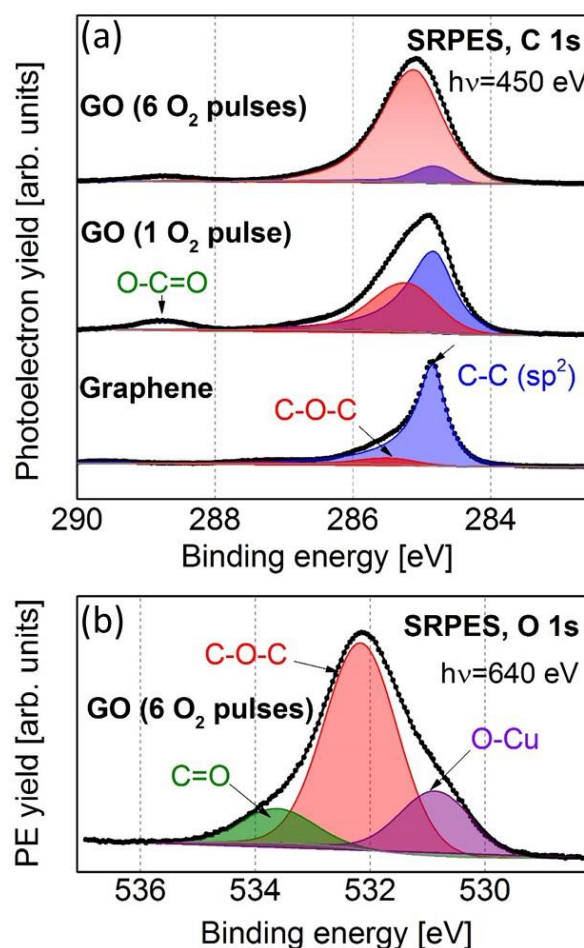 (a)
SRPES, C 1s
hν=450 eV
GO (6 O₂ pulses)
GO (1 O₂ pulse)
O-C=O
Graphene
C-O-C
C-C (sp²)
Photoelectron yield [arb. units]
290 288 286 284
Binding energy [eV]
(b)
SRPES, O 1s
hν=640 eV
C-O-C
GO (6 O₂ pulses)
O-Cu
C=O
PE yield [arb. units]
536 534 532 530
Binding energy [eV]